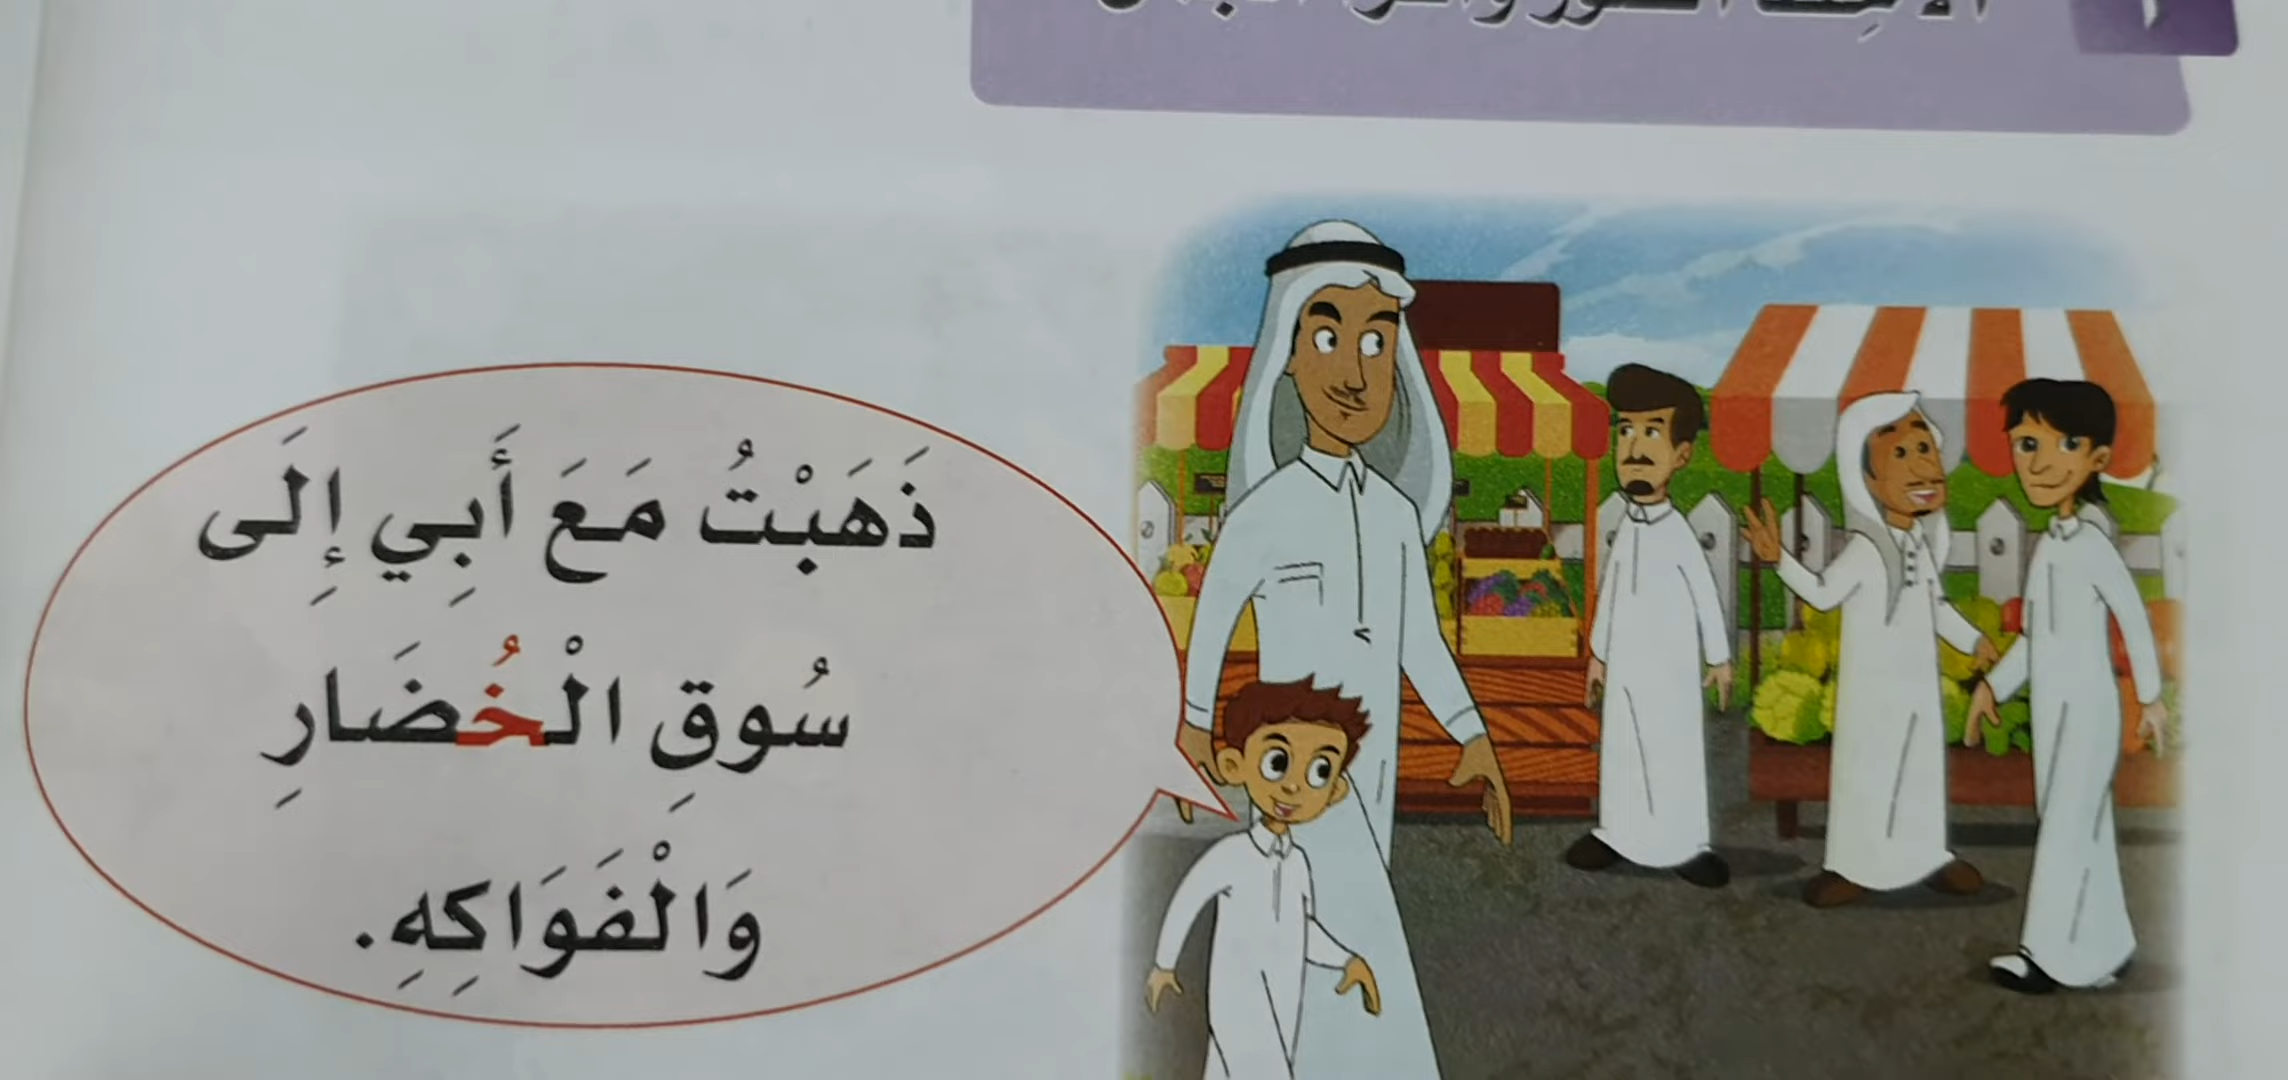 ذَهَبْتُ مَعَ أَبِي إِلَى
سُوقِ الْخُضَارِ
وَالْفَوَاكِهِ.